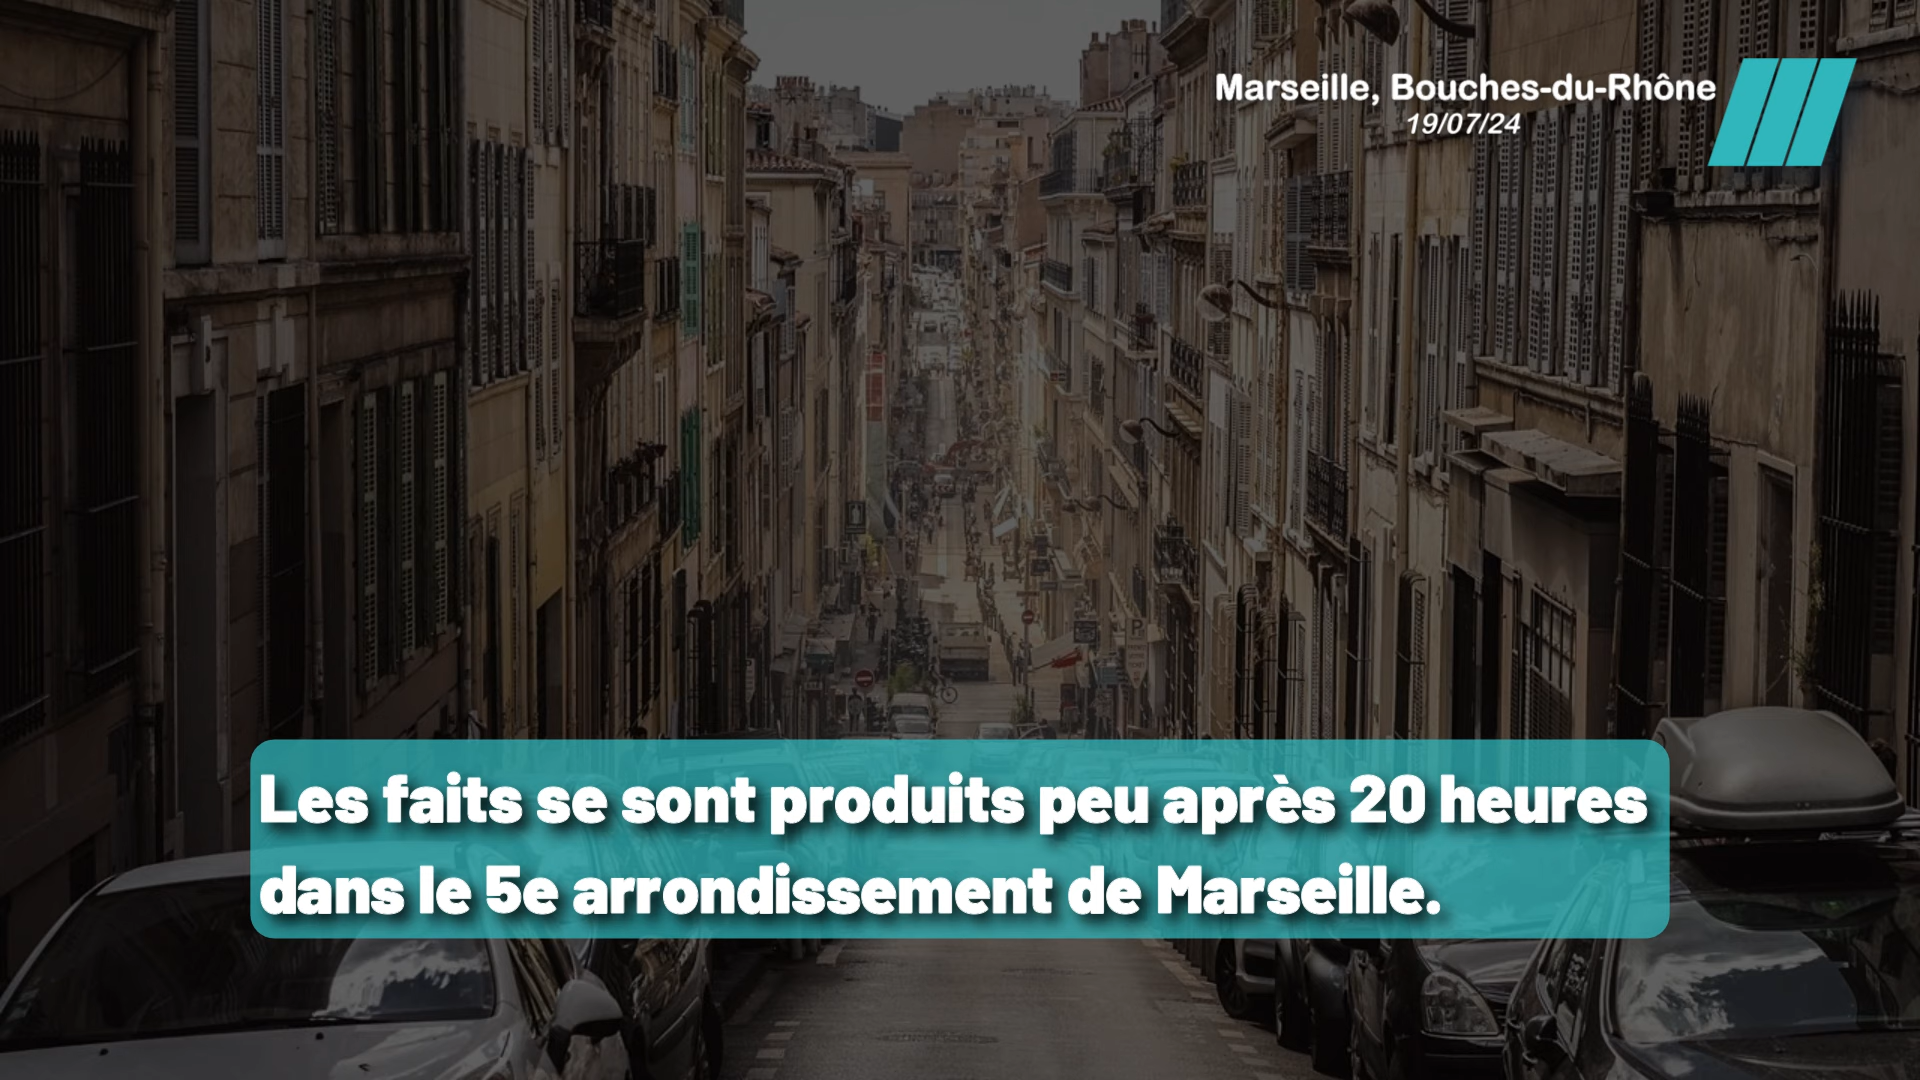 Marseille, Bouches-du-Rhône
19/07/24
P
Les faits se sont produits peu après 20 heures
dans le 5e arrondissement de Marseille.